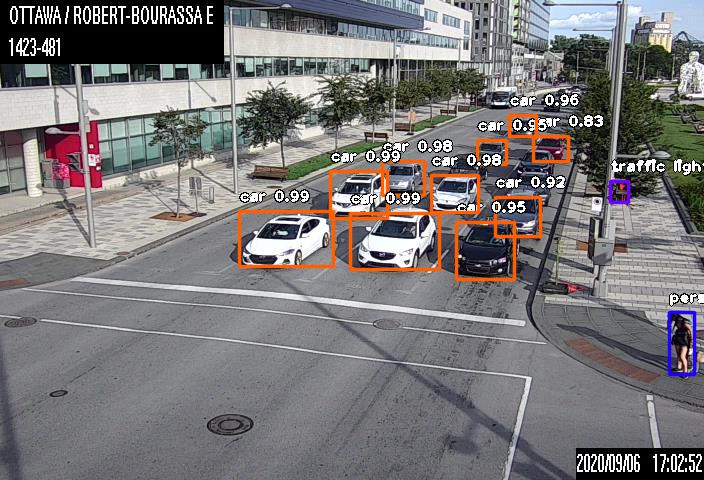 OTTAWA / ROBERT-BOURASSA E
1423-481
car 0.96
car 0.95
car 0.83
car 0.98
car 0.99
car 0.98
car 0.92
car 0.99
car 0.99
car 0.95
traffic light
pers
2020/09/06 17:02:52